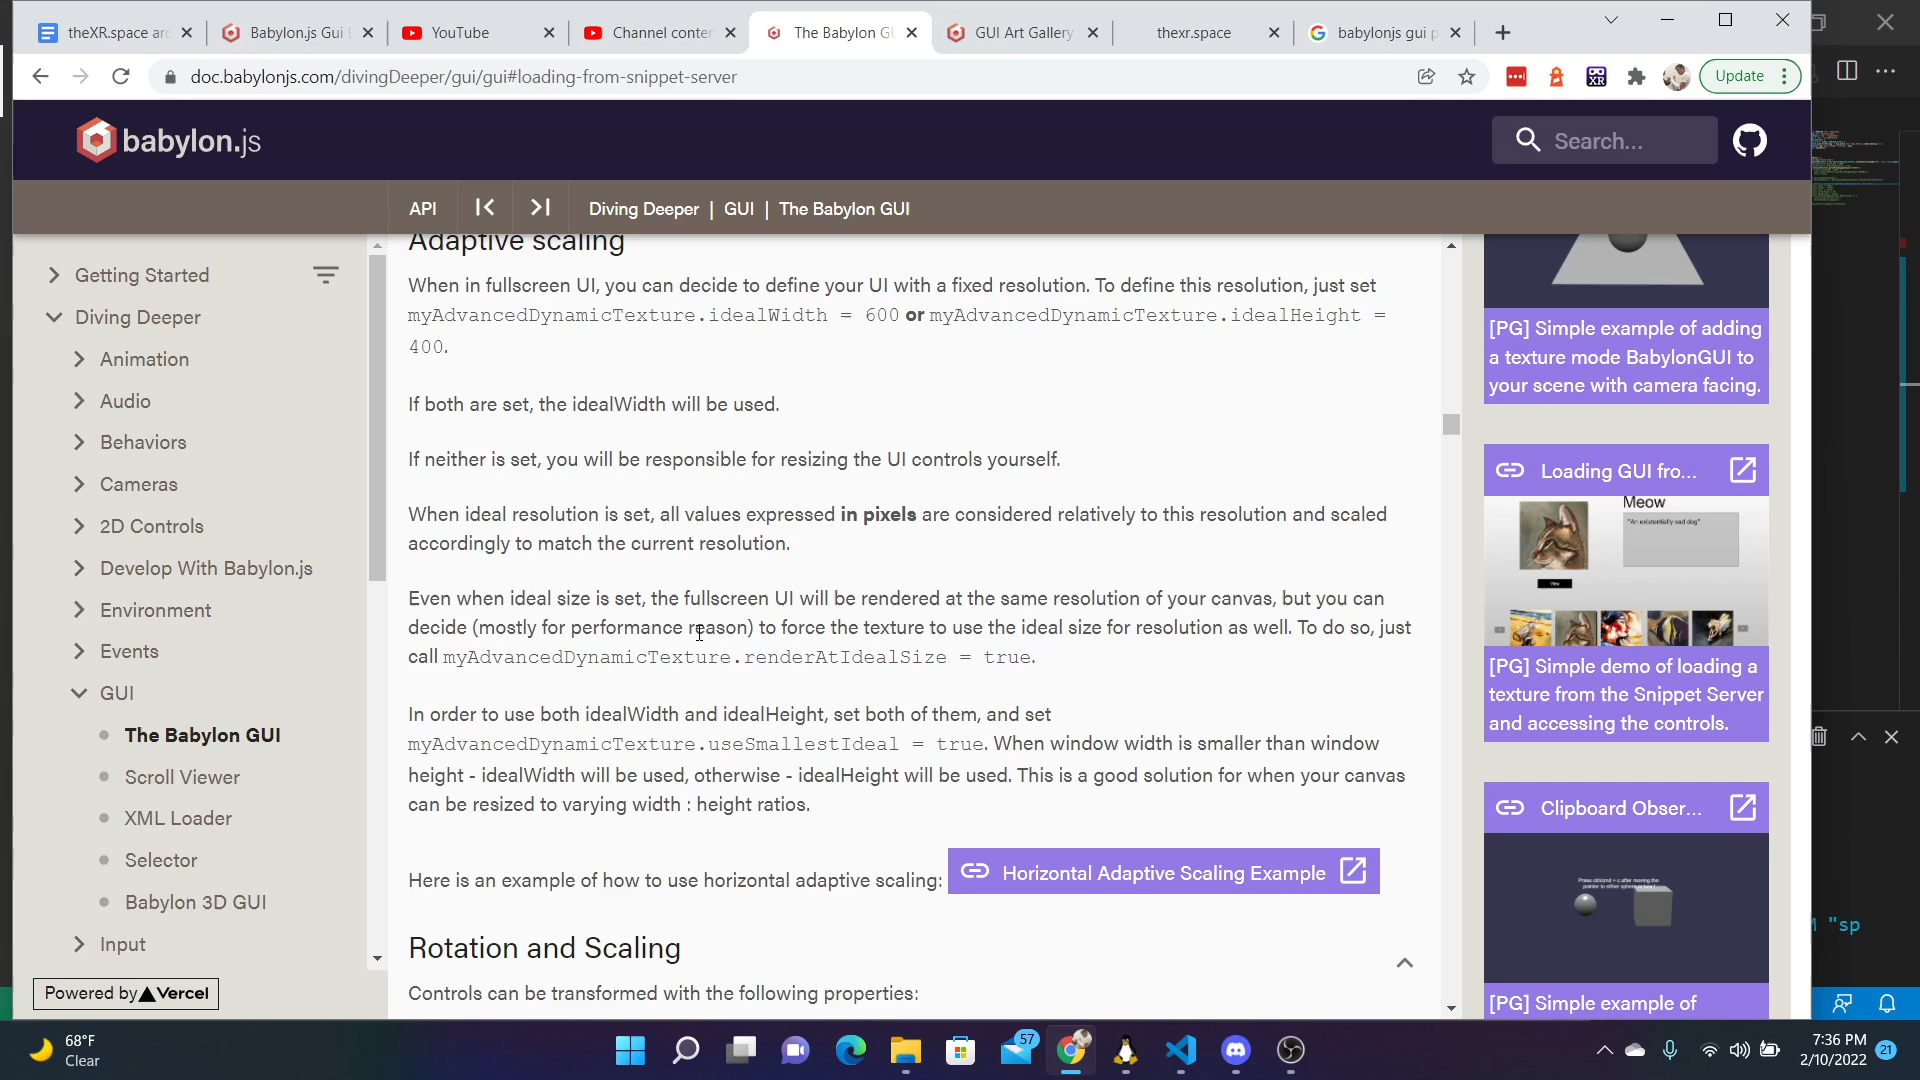 theXR.space arc
Babylon.js Gui E
YouTube
Channel conten
The Babylon G
GUI Art Gallery
thexr.space
babylonjs gui p
doc.babylonjs.com/divingDeeper/gui/gui#loading-from-snippet-server
XR
Update
babylon.js
Search...
API
Diving Deeper | GUI | The Babylon GUI
Getting Started
Diving Deeper
Animation
Audio
Behaviors
Cameras
2D Controls
Develop With Babylon.js
Environment
Events
GUI
The Babylon GUI
Scroll Viewer
XML Loader
Selector
Babylon 3D GUI
Input
Powered by Vercel
Adaptive scaling
When in fullscreen UI, you can decide to define your UI with a fixed resolution. To define this resolution, just set
myAdvancedDynamicTexture.idealWidth = 600 or myAdvancedDynamicTexture.idealHeight =
400.
If both are set, the idealWidth will be used.
If neither is set, you will be responsible for resizing the UI controls yourself.
When ideal resolution is set, all values expressed in pixels are considered relatively to this resolution and scaled
accordingly to match the current resolution.
Even when ideal size is set, the fullscreen UI will be rendered at the same resolution of your canvas, but you can
decide (mostly for performance reason) to force the texture to use the ideal size for resolution as well. To do so, just
call myAdvancedDynamicTexture.renderAtIdealSize = true.
In order to use both idealWidth and idealHeight, set both of them, and set
myAdvancedDynamicTexture.useSmallestIdeal = true. When window width is smaller than window
height - idealWidth will be used, otherwise - idealHeight will be used. This is a good solution for when your canvas
can be resized to varying width : height ratios.
Here is an example of how to use horizontal adaptive scaling: Horizontal Adaptive Scaling Example
Rotation and Scaling
Controls can be transformed with the following properties:
[PG] Simple example of adding
a texture mode BabylonGUI to
your scene with camera facing.
Loading GUI fro...
Meow
"An existentially sad dog"
[PG] Simple demo of loading a
texture from the Snippet Server
and accessing the controls.
Clipboard Obser...
[PG] Simple example of
"sp
68°F
Clear
57
7:36 PM
2/10/2022
21